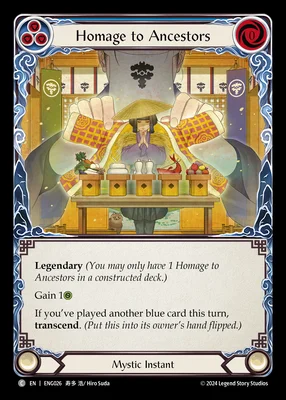 Homage to Ancestors
Legendary (You may only have 1 Homage to
Ancestors in a constructed deck.)
Gain 1
If you've played another blue card this turn,
transcend. (Put this into its owner's hand flipped.)
Mystic Instant
C EN | ENG026 寿多 浩/ Hiro Suda © 2024 Legend Story Studios